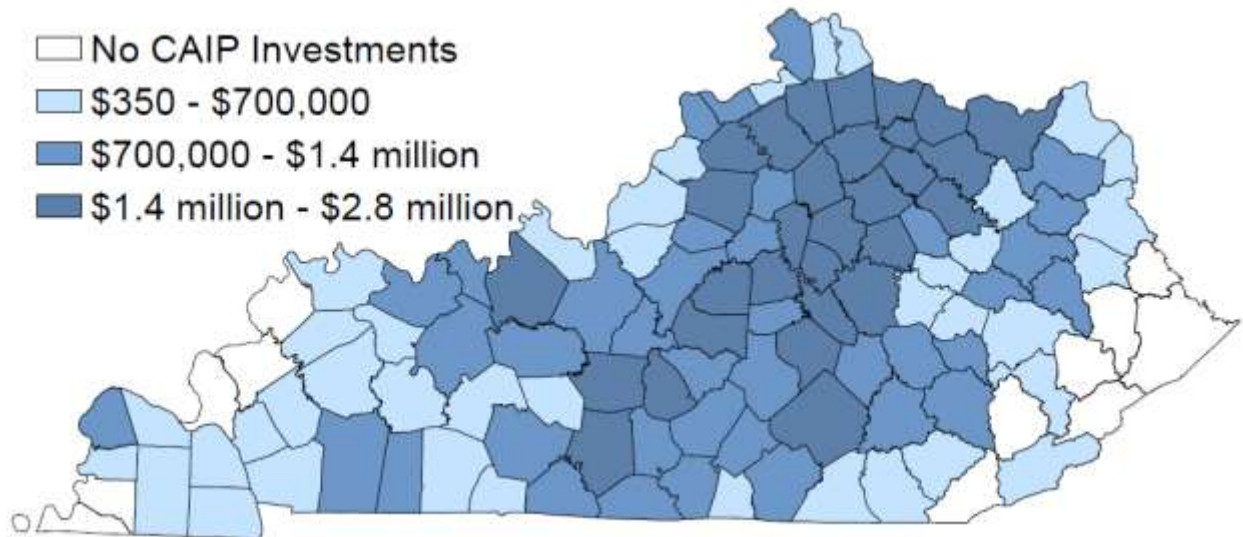 No CAIP Investments
$350 - $700,000
$700,000 - $1.4 million
$1.4 million - $2.8 million